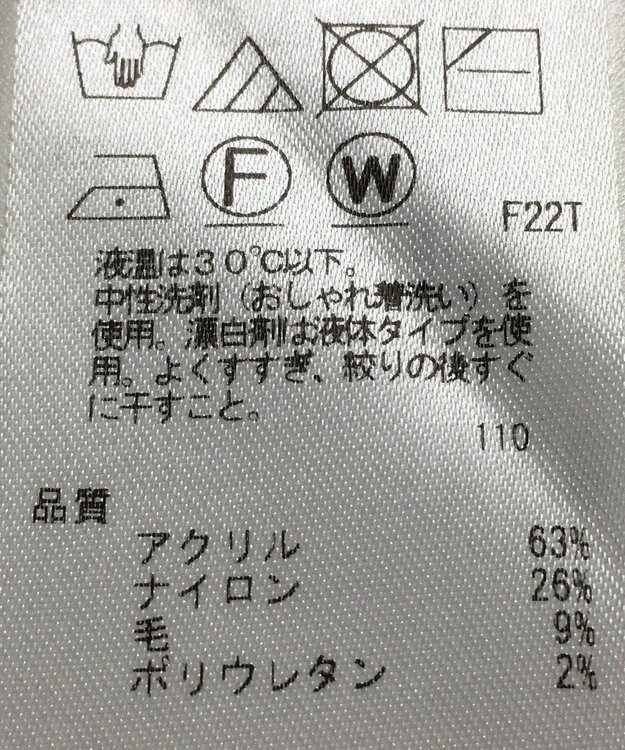 F
W
F22T
液温は30℃以下。
中性洗剤（おしゃれ着洗い）を
使用。漂白剤は液体タイプを使
用。よくすすぎ、絞りの後すぐ
に干すこと。
110
品質
アクリル 63%
ナイロン 26%
毛 9%
ポリウレタン 2%